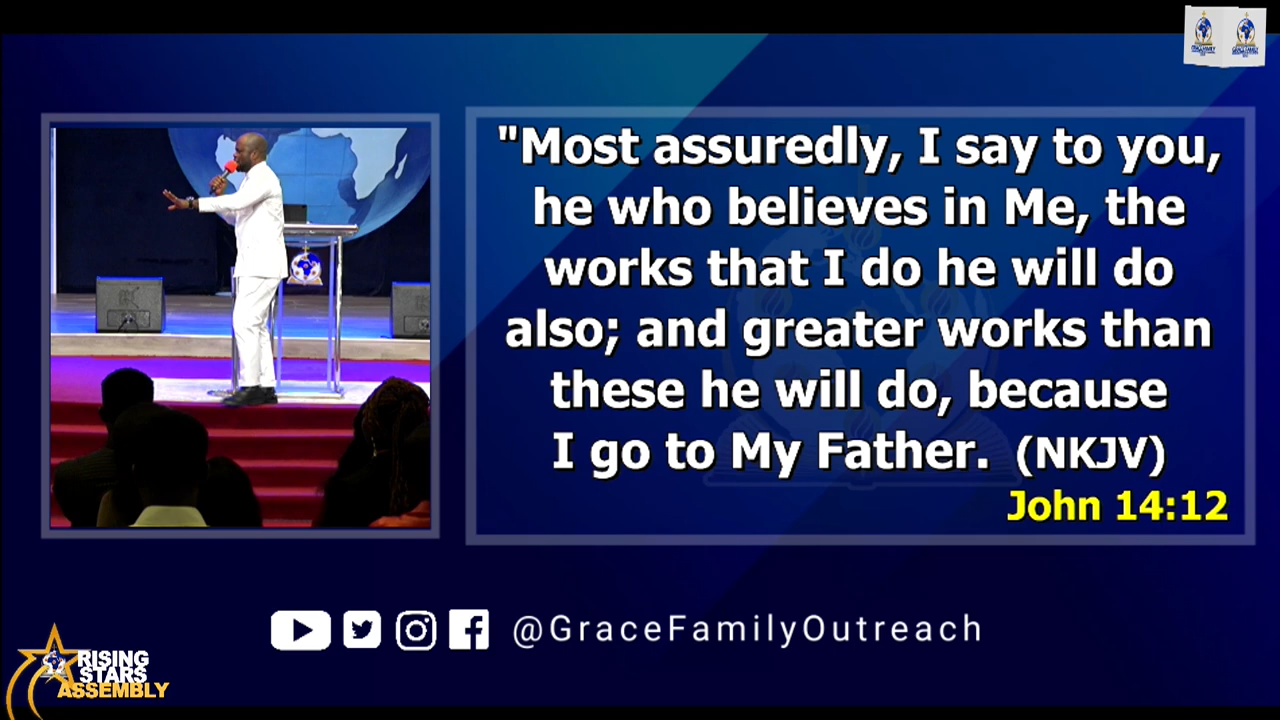 "Most assuredly, I say to you,
he who believes in Me, the
works that I do he will do
also; and greater works than
these he will do, because
I go to My Father. (NKJV)
John 14:12
@GraceFamilyOutreach
RISING
STARS
ASSEMBLY